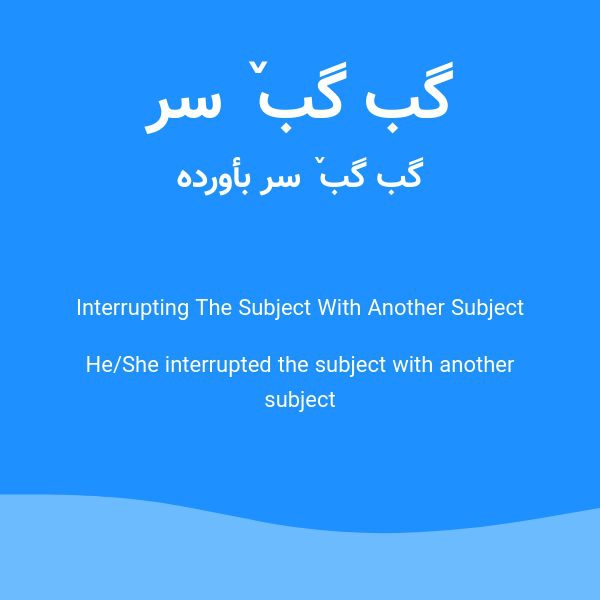 گب گبˇ سر
گب گبˇ سر بأورده
Interrupting The Subject With Another Subject
He/She interrupted the subject with another
subject